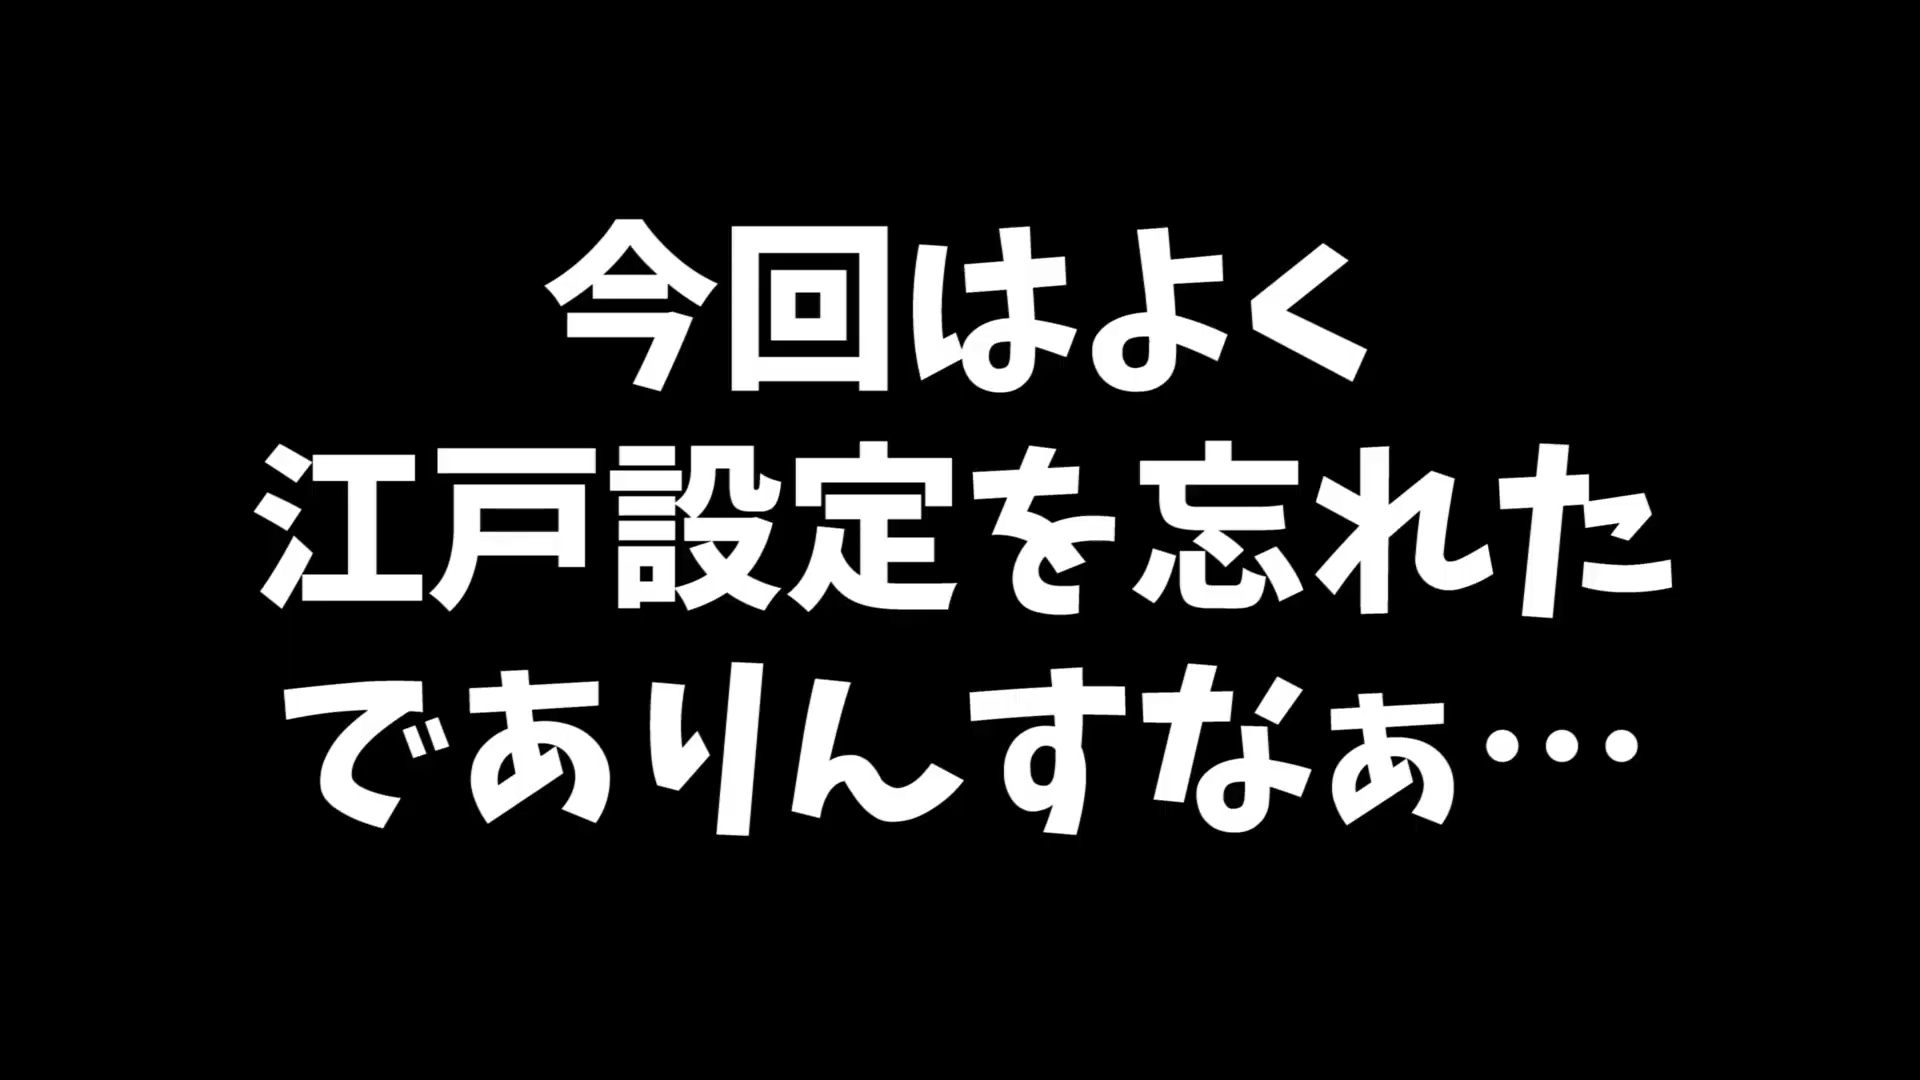 今回はよく
江戸設定を忘れた
でありんすなぁ…